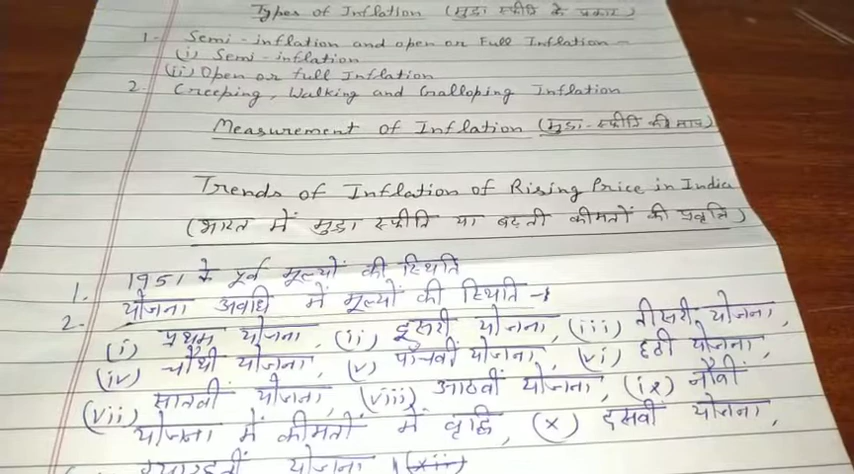 Types of Inflation (मुद्रा स्फीति के प्रकार)
1. Semi-inflation and open or Full Inflation -
(i) Semi-inflation
(ii) Open or full Inflation
2. Creeping, Walking and Galloping Inflation
Measurement of Inflation (मुद्रा-स्फीति की माप)
Trends of Inflation of Rising Price in India
(भारत में मुद्रा स्फीति या बढ़ती कीमतों की प्रवृति)
1. 1951 के पूर्व मूल्यों की स्थिति
2. योजना अवधि में मूल्यों की स्थिति →
(i) प्रथम योजना, (ii) दूसरी योजना, (iii) तीसरी योजना,
(iv) चौथी योजना, (v) पाँचवीं योजना, (vi) छठी योजना,
(vii) सातवीं योजना, (viii) आठवीं योजना, (ix) नौवीं
योजना में कीमतों में वृद्धि, (x) दसवीं योजना,
योजना (xii)